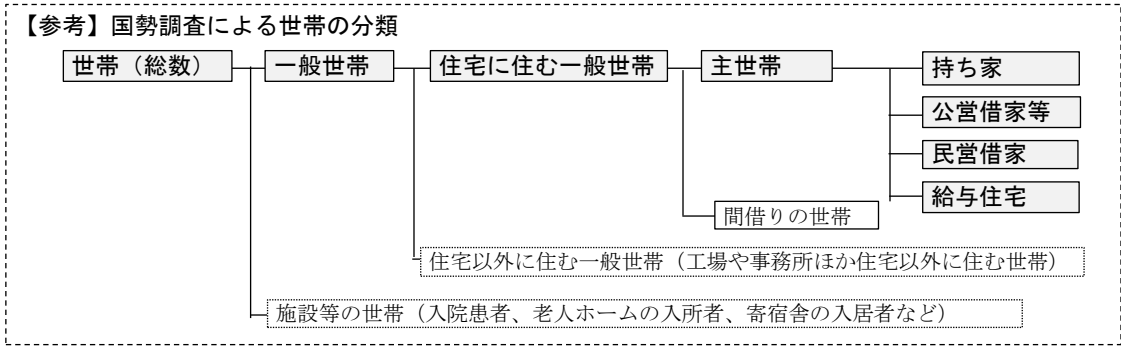 【参考】国勢調査による世帯の分類
世帯（総数） 一般世帯 住宅に住む一般世帯 主世帯 持ち家
公営借家等
民営借家
給与住宅
間借りの世帯
住宅以外に住む一般世帯（工場や事務所ほか住宅以外に住む世帯）
施設等の世帯（入院患者、老人ホームの入所者、寄宿舎の入居者など）